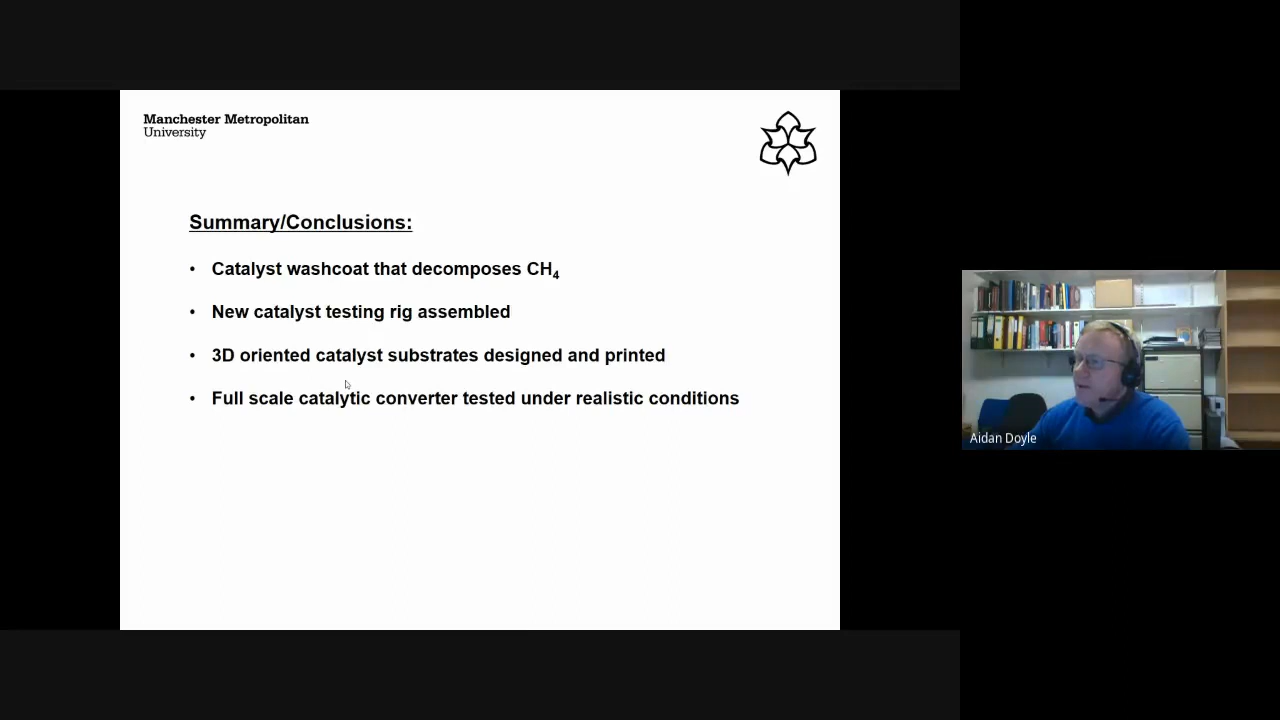 Manchester Metropolitan
University
Summary/Conclusions:
• Catalyst washcoat that decomposes CH₄
• New catalyst testing rig assembled
• 3D oriented catalyst substrates designed and printed
• Full scale catalytic converter tested under realistic conditions
Aidan Doyle